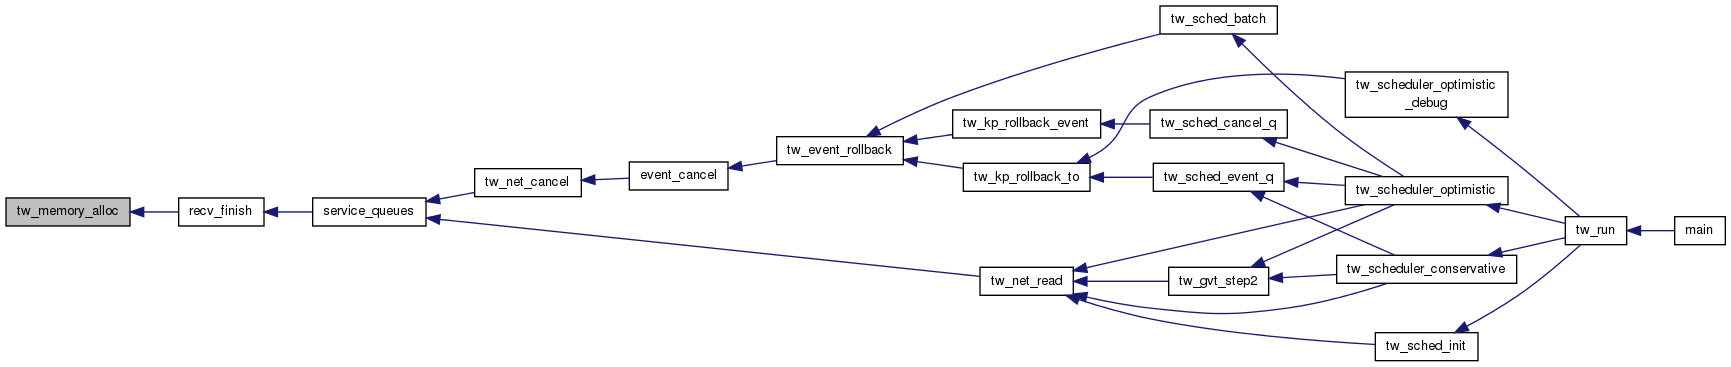 tw_sched_batch
tw_scheduler_optimistic
_debug
tw_kp_rollback_event
tw_sched_cancel_q
tw_event_rollback
tw_net_cancel
event_cancel
tw_kp_rollback_to
tw_sched_event_q
tw_scheduler_optimistic
tw_memory_alloc
recv_finish
service_queues
tw_run
main
tw_net_read
tw_gvt_step2
tw_scheduler_conservative
tw_sched_init